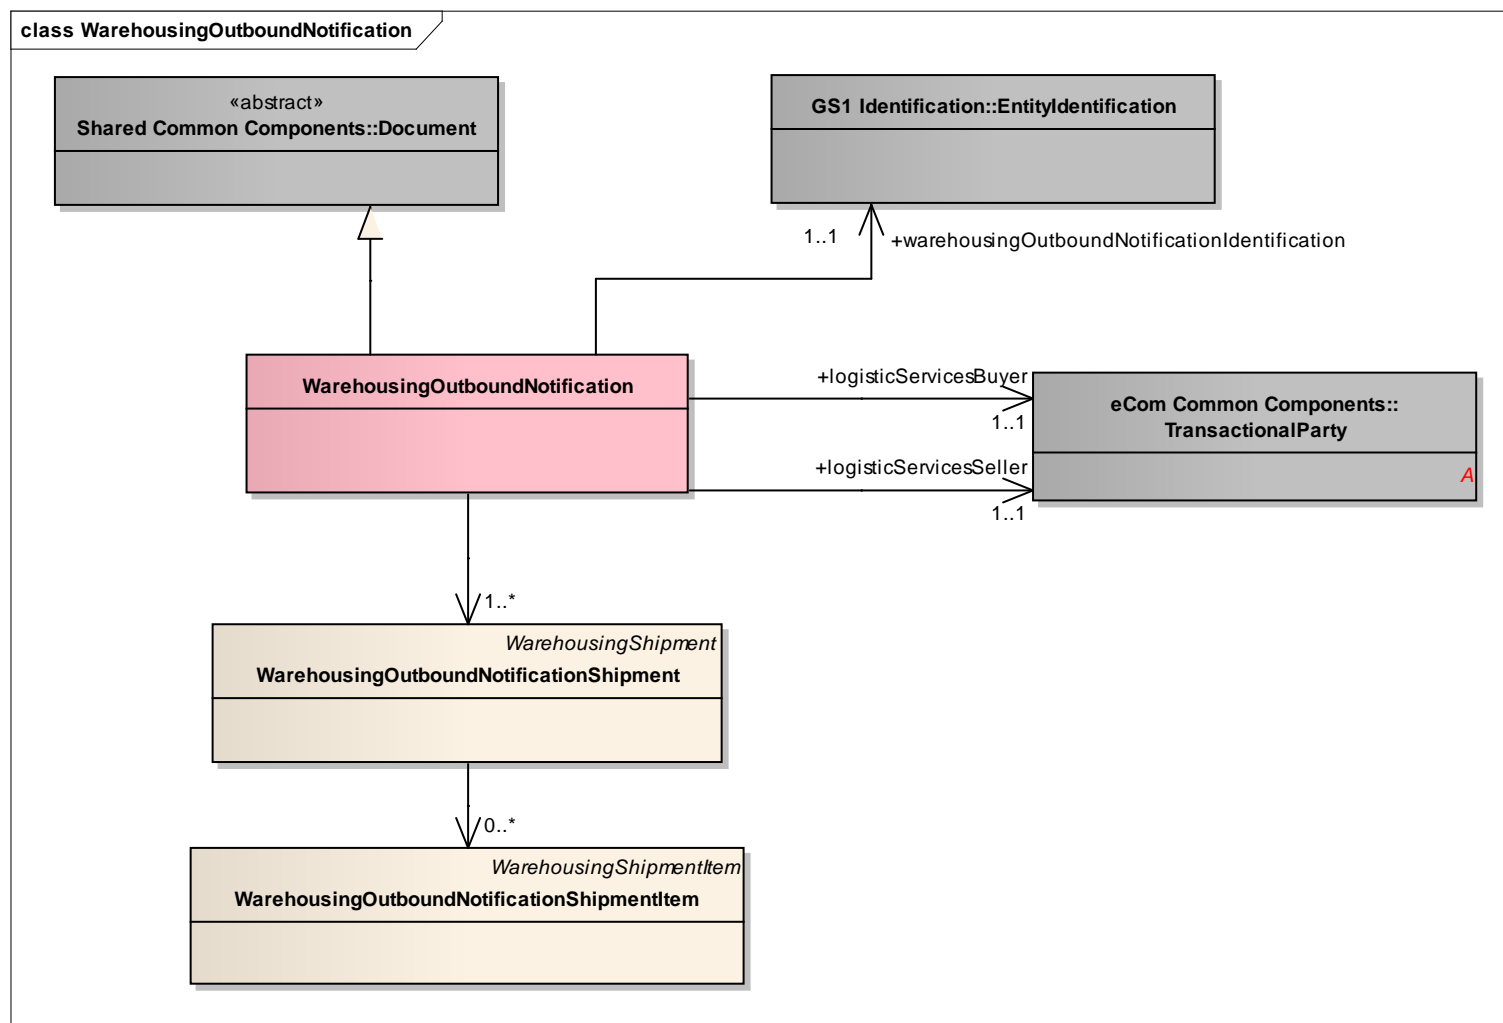 class WarehousingOutboundNotification
«abstract»
Shared Common Components::Document
GS1 Identification::EntityIdentification
1..1
+warehousingOutboundNotificationIdentification
WarehousingOutboundNotification
+logisticServicesBuyer
1..1
eCom Common Components::
TransactionalParty
A
+logisticServicesSeller
1..1
1..*
WarehousingShipment
WarehousingOutboundNotificationShipment
0..*
WarehousingShipmentItem
WarehousingOutboundNotificationShipmentItem